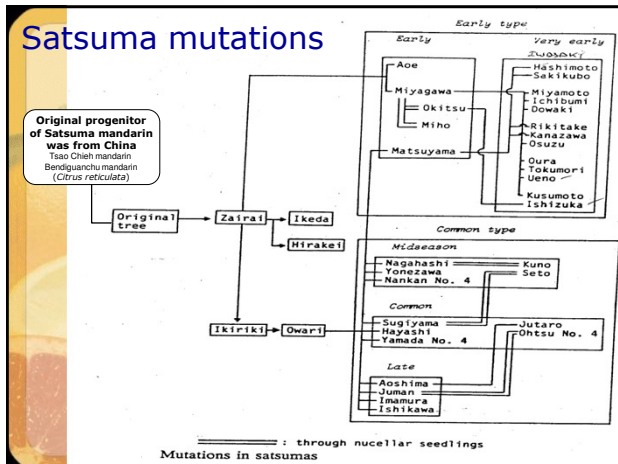 Satsuma mutations
Early type
Early
Very early
IWASAKI
Aoe
Miyagawa
Okitsu
Miho
Matsuyama
Hashimoto
Sakikubo
Miyamoto
Ichibumi
Dowaki
Rikitake
Kanazawa
Osuzu
Oura
Tokumori
Ueno
Kusumoto
Ishizuka
Original progenitor
of Satsuma mandarin
was from China
Tsao Chieh mandarin
Bendiguanchu mandarin
(Citrus reticulata)
Original
tree
Zairai
Ikeda
Hirakei
Ikiriki
Owari
Common type
Midseason
Nagahashi
Yonezawa
Nankan No. 4
Kuno
Seto
Common
Sugiyama
Hayashi
Yamada No. 4
Jutaro
Ohtsu No. 4
Late
Aoshima
Juman
Imamura
Ishikawa
: through nucellar seedlings
Mutations in satsumas